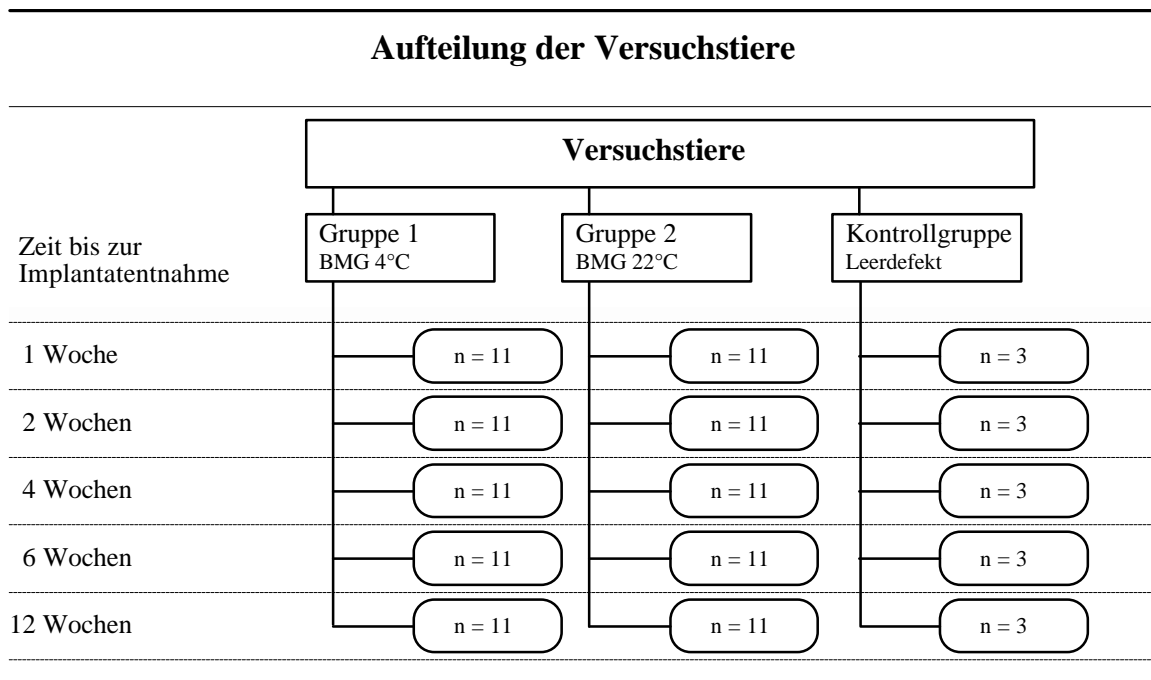 Aufteilung der Versuchstiere
Versuchstiere
Zeit bis zur
Implantatentnahme
Gruppe 1
BMG 4°C
Gruppe 2
BMG 22°C
Kontrollgruppe
Leerdefekt
1 Woche n = 11 n = 11 n = 3
2 Wochen n = 11 n = 11 n = 3
4 Wochen n = 11 n = 11 n = 3
6 Wochen n = 11 n = 11 n = 3
12 Wochen n = 11 n = 11 n = 3